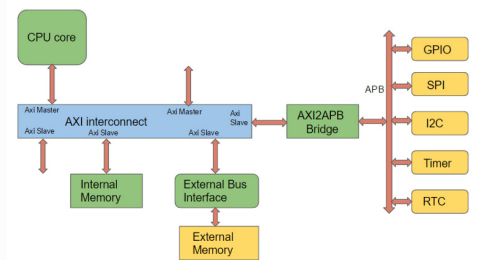 CPU core
GPIO
APB
SPI
Axi Master
Axi Master
Axi
Slave
AXI interconnect
AXI2APB
Bridge
I2C
Axi Slave
Axi Slave
Axi Slave
Timer
Internal
Memory
External Bus
Interface
RTC
External
Memory